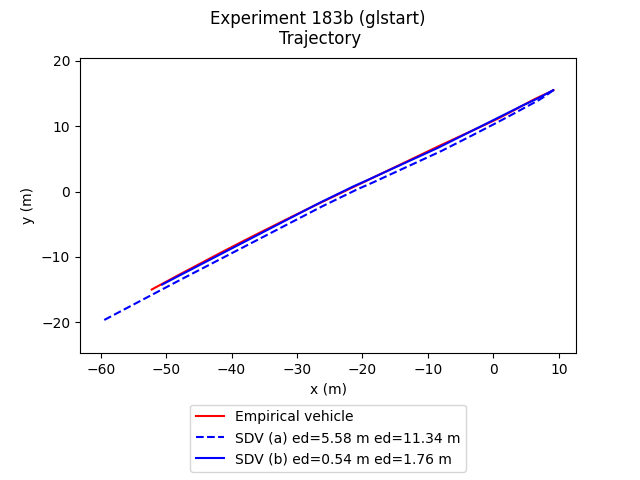 Experiment 183b (glstart)
Trajectory
20
10
0
−10
−20
y (m)
−60 −50 −40 −30 −20 −10 0 10
x (m)
Empirical vehicle
SDV (a) ed=5.58 m ed=11.34 m
SDV (b) ed=0.54 m ed=1.76 m